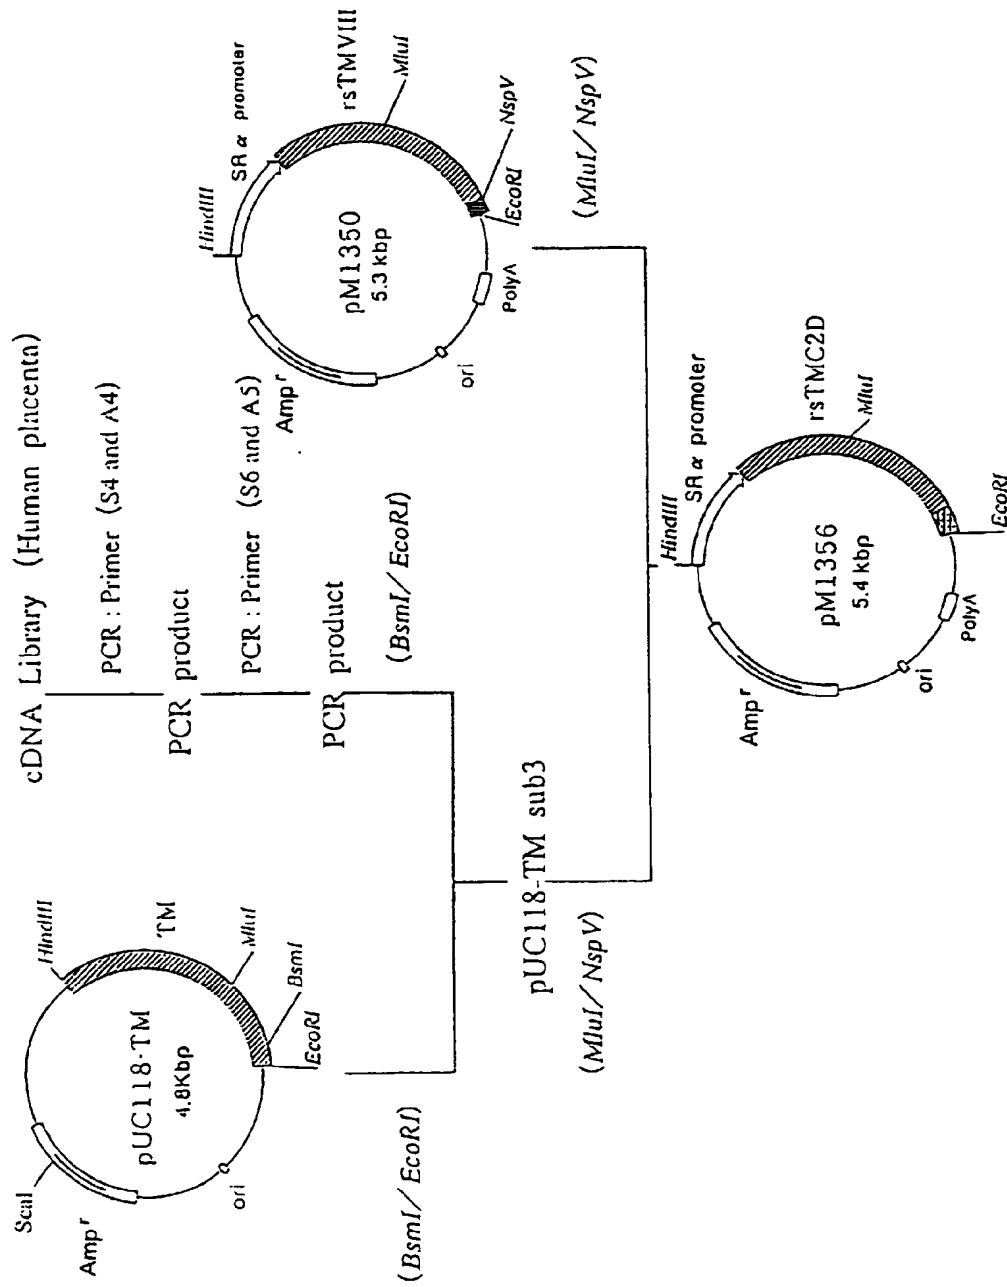 cDNA Library (Human placenta)
PCR : Primer (S4 and A4)
PCR product
PCR : Primer (S6 and A5)
PCR product
(BsmI/EcoRI)
ScaI
Amp r
pUC118-TM
4.8Kbp
ori
HindIII
TM
MluI
BsmI
EcoRI
(BsmI/EcoRI)
HindIII
SRα promoter
rsTMVIII
MluI
NspV
EcoRI
pM1350
5.3 kbp
PolyA
ori
Amp r
(MluI/NspV)
pUC118-TM sub3
(MluI/NspV)
HindIII
SRα promoter
rsTMC2D
MluI
EcoRI
pM1356
5.4 kbp
PolyA
ori
Amp r